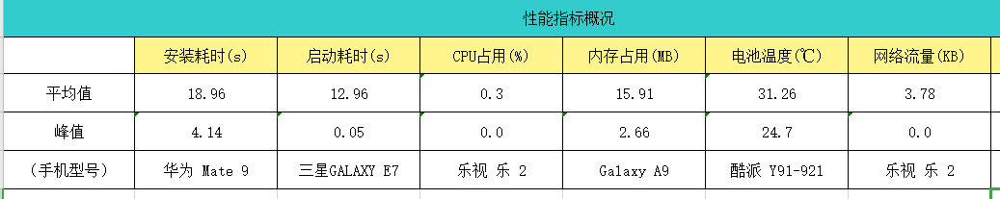 性能指标概况
安装耗时(s) 启动耗时(s) CPU占用(%) 内存占用(MB) 电池温度(℃) 网络流量(KB)
平均值 18.96 12.96 0.3 15.91 31.26 3.78
峰值 4.14 0.05 0.0 2.66 24.7 0.0
(手机型号) 华为 Mate 9 三星GALAXY E7 乐视 乐 2 Galaxy A9 酷派 Y91-921 乐视 乐 2